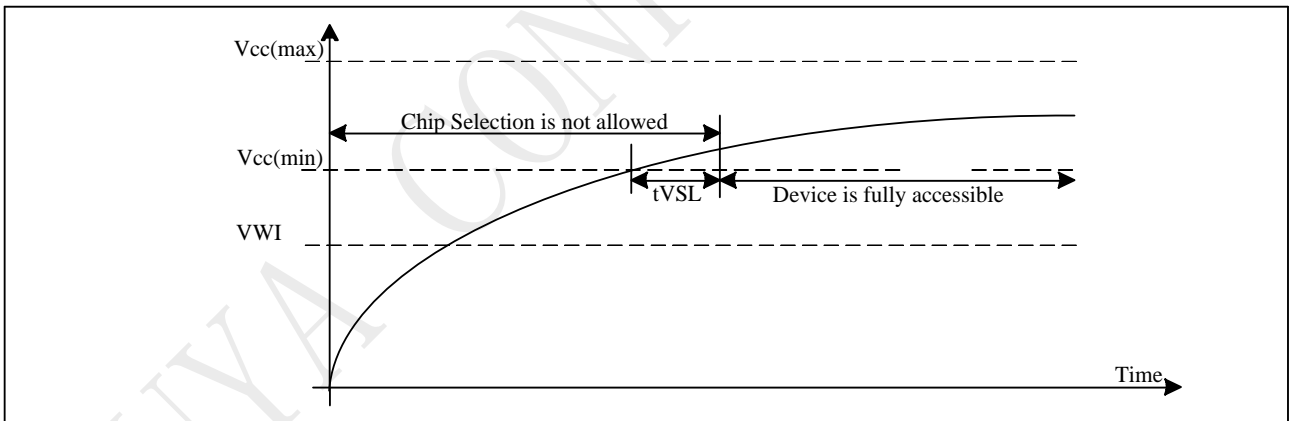 Vcc(max)
Chip Selection is not allowed
Vcc(min)
tVSL
Device is fully accessible
VWI
Time